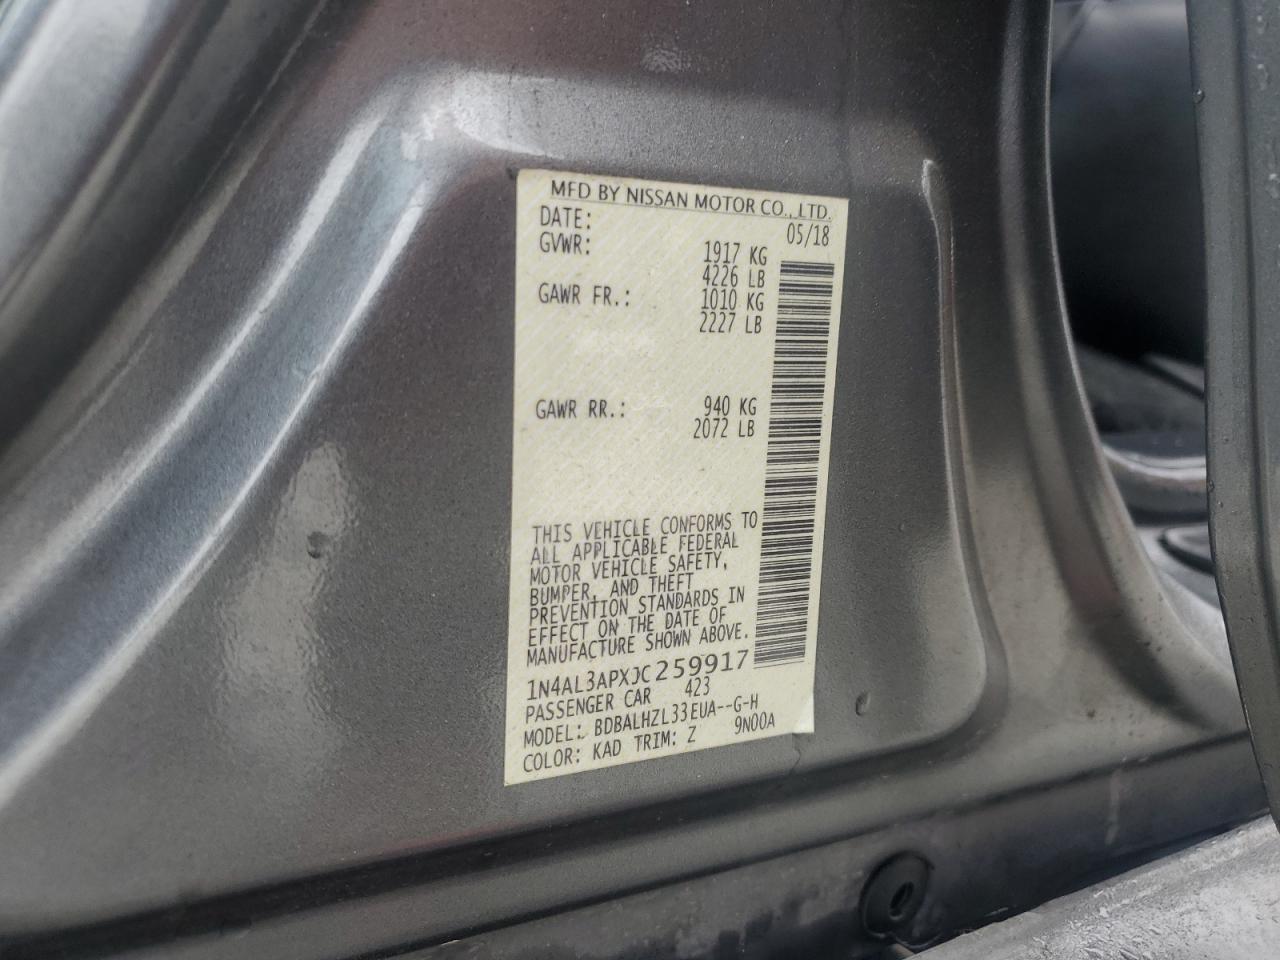 MFD BY NISSAN MOTOR CO., LTD.
DATE: 05/18
GVWR: 1917 KG
4226 LB
GAWR FR.: 1010 KG
2227 LB
GAWR RR.: 940 KG
2072 LB
THIS VEHICLE CONFORMS TO
ALL APPLICABLE FEDERAL
MOTOR VEHICLE SAFETY,
BUMPER, AND THEFT
PREVENTION STANDARDS IN
EFFECT ON THE DATE OF
MANUFACTURE SHOWN ABOVE.
1N4AL3APXJC259917
PASSENGER CAR 423
MODEL: BDBALHZL33EUA--G-H
COLOR: KAD TRIM: Z 9N00A